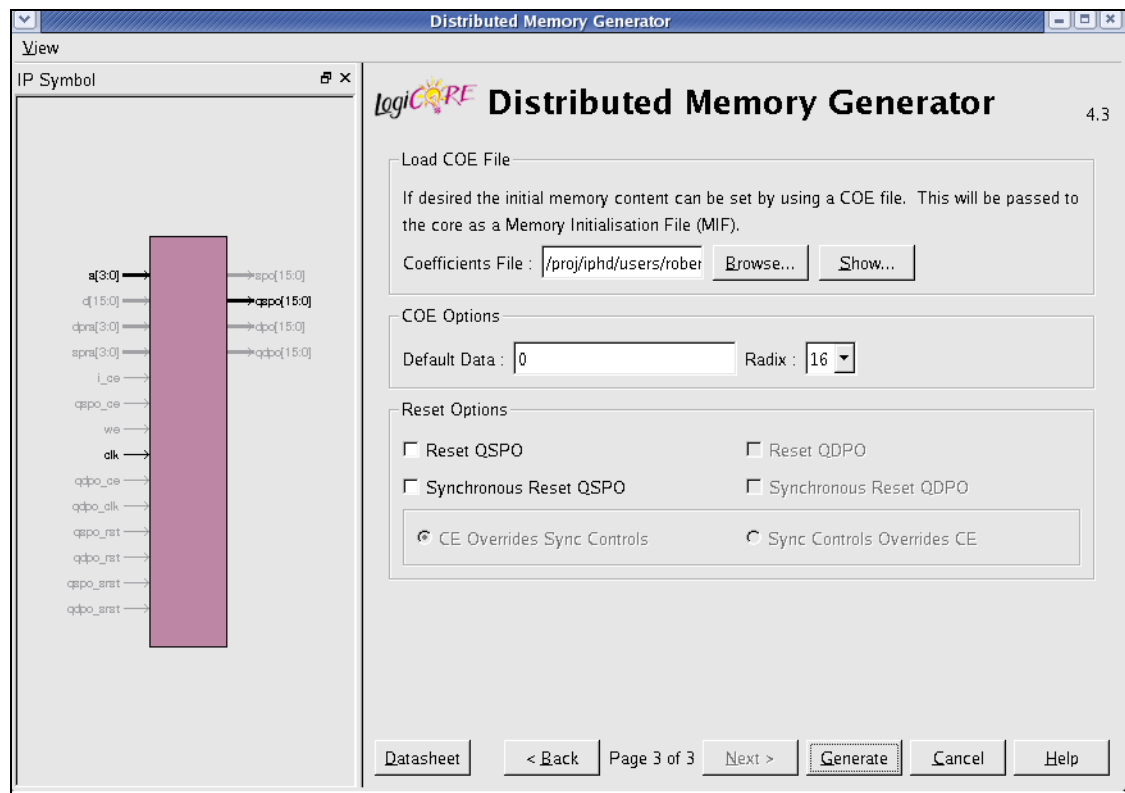 Distributed Memory Generator
View
IP Symbol
a[3:0]
d[15:0]
dpra[3:0]
spra[3:0]
i_ce
qspo_ce
we
clk
qdpo_ce
qdpo_clk
qspo_rst
qdpo_rst
qspo_srst
qdpo_srst
spo[15:0]
qspo[15:0]
dpo[15:0]
qdpo[15:0]
LogiCORE Distributed Memory Generator 4.3
Load COE File
If desired the initial memory content can be set by using a COE file. This will be passed to
the core as a Memory Initialisation File (MIF).
Coefficients File : /proj/iphd/users/rober Browse... Show...
COE Options
Default Data : 0 Radix : 16
Reset Options
Reset QSPO Reset QDPO
Synchronous Reset QSPO Synchronous Reset QDPO
CE Overrides Sync Controls Sync Controls Overrides CE
Datasheet < Back Page 3 of 3 Next > Generate Cancel Help